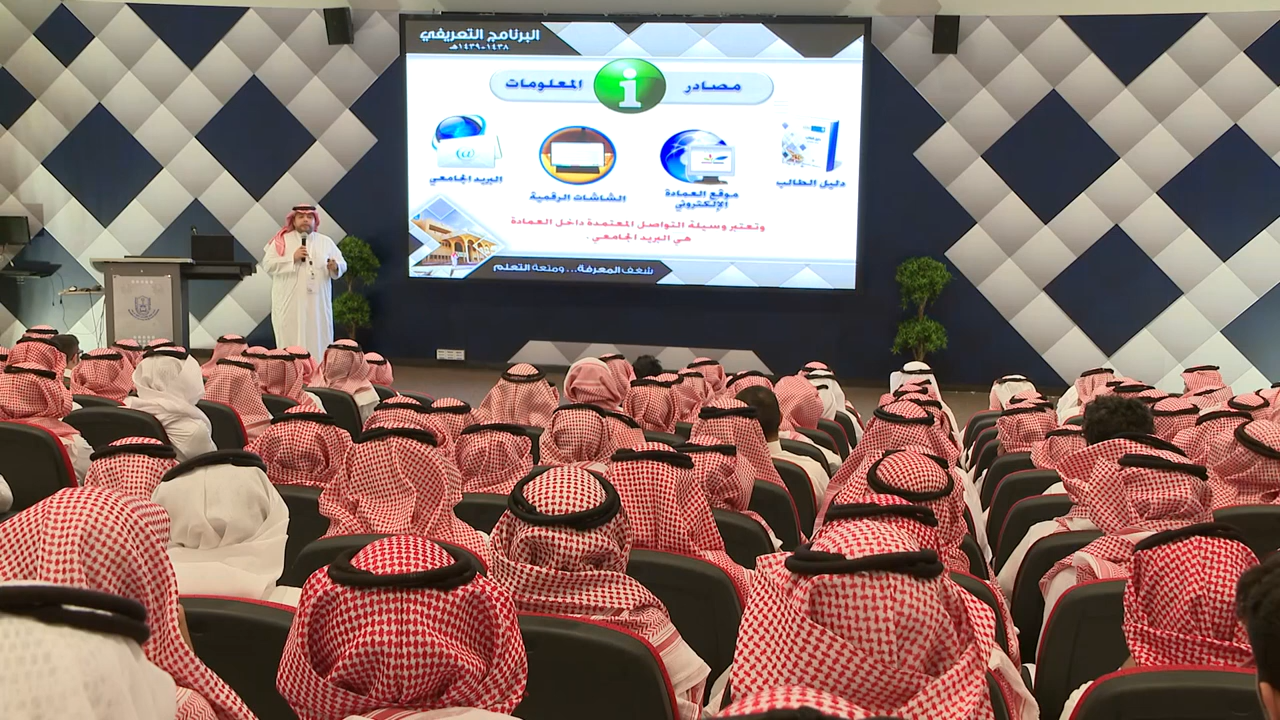 البرنامج التعريفي
١٤٣٨-١٤٣٩هـ
مصادر المعلومات
دليل الطالب
موقع العمادة
الإلكتروني
الشاشات الرقمية
البريد الجامعي
وتعتبر وسيلة التواصل المعتمدة داخل العمادة
هي البريد الجامعي .
شغف المعرفة... ومتعة التعلم